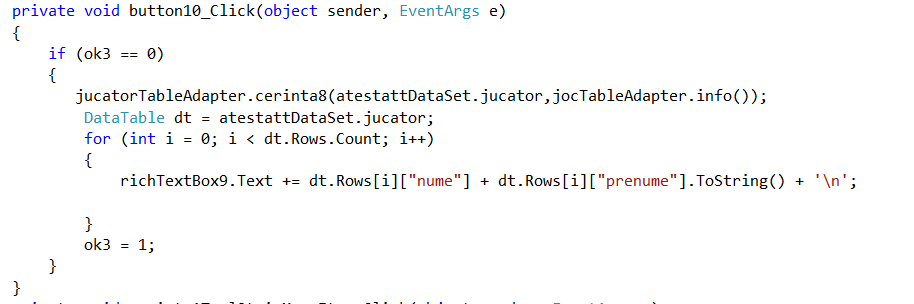 private void button10_Click(object sender, EventArgs e)
{
if (ok3 == 0)
{
jucatorTableAdapter.cerinta8(atestattDataSet.jucator,jocTableAdapter.info());
DataTable dt = atestattDataSet.jucator;
for (int i = 0; i < dt.Rows.Count; i++)
{
richTextBox9.Text += dt.Rows[i]["nume"] + dt.Rows[i]["prenume"].ToString() + '\n';
}
ok3 = 1;
}
}